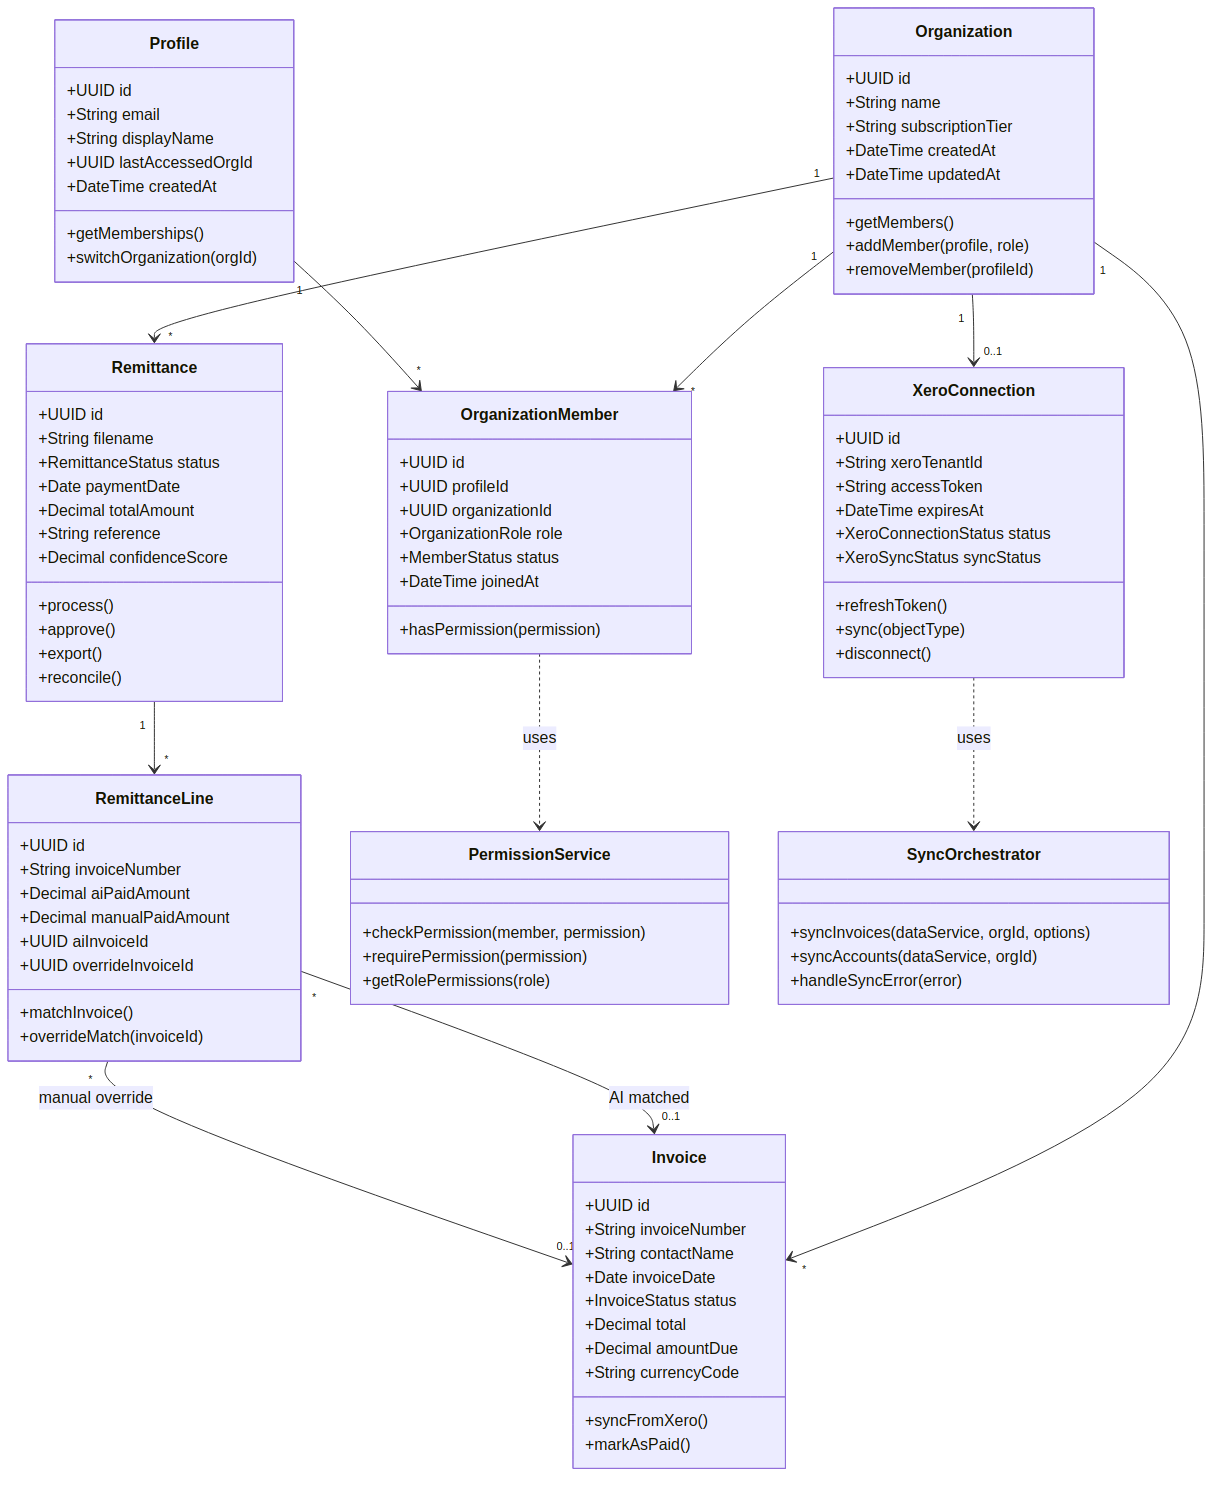 Profile
+UUID id
+String email
+String displayName
+UUID lastAccessedOrgId
+DateTime createdAt
+getMemberships()
+switchOrganization(orgId)
Organization
+UUID id
+String name
+String subscriptionTier
+DateTime createdAt
+DateTime updatedAt
+getMembers()
+addMember(profile, role)
+removeMember(profileId)
1
1
1
1
1
*
*
*
0..1
Remittance
+UUID id
+String filename
+RemittanceStatus status
+Date paymentDate
+Decimal totalAmount
+String reference
+Decimal confidenceScore
+process()
+approve()
+export()
+reconcile()
OrganizationMember
+UUID id
+UUID profileId
+UUID organizationId
+OrganizationRole role
+MemberStatus status
+DateTime joinedAt
+hasPermission(permission)
XeroConnection
+UUID id
+String xeroTenantId
+String accessToken
+DateTime expiresAt
+XeroConnectionStatus status
+XeroSyncStatus syncStatus
+refreshToken()
+sync(objectType)
+disconnect()
1
*
uses
uses
RemittanceLine
+UUID id
+String invoiceNumber
+Decimal aiPaidAmount
+Decimal manualPaidAmount
+UUID aiInvoiceId
+UUID overrideInvoiceId
+matchInvoice()
+overrideMatch(invoiceId)
PermissionService
+checkPermission(member, permission)
+requirePermission(permission)
+getRolePermissions(role)
SyncOrchestrator
+syncInvoices(dataService, orgId, options)
+syncAccounts(dataService, orgId)
+handleSyncError(error)
*
*
manual override
AI matched
0..1
0..1
*
Invoice
+UUID id
+String invoiceNumber
+String contactName
+Date invoiceDate
+InvoiceStatus status
+Decimal total
+Decimal amountDue
+String currencyCode
+syncFromXero()
+markAsPaid()